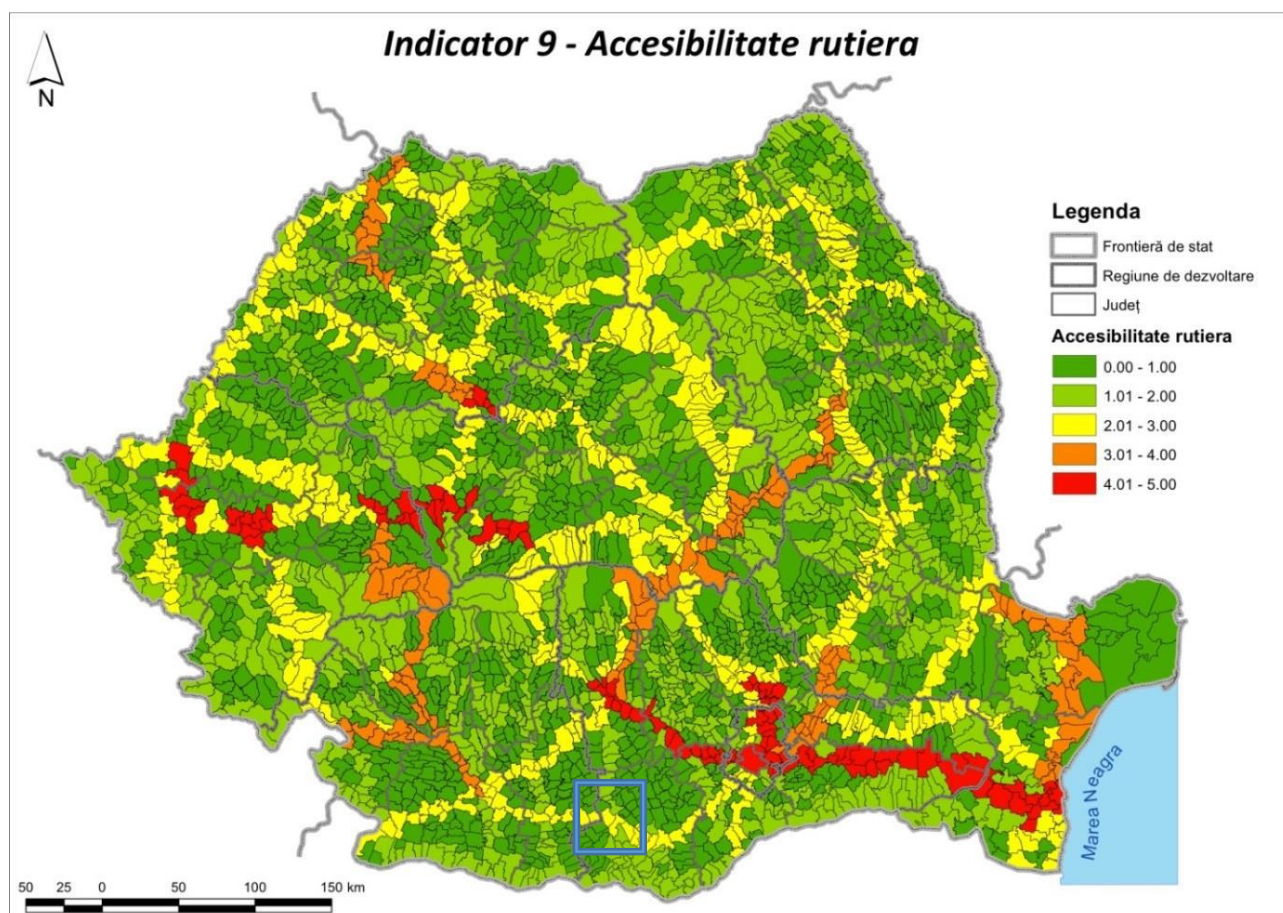 Indicator 9 - Accesibilitate rutiera
N
Legenda
Frontieră de stat
Regiune de dezvoltare
Județ
Accesibilitate rutiera
0.00 - 1.00
1.01 - 2.00
2.01 - 3.00
3.01 - 4.00
4.01 - 5.00
Marea Neagra
50 25 0 50 100 150 km